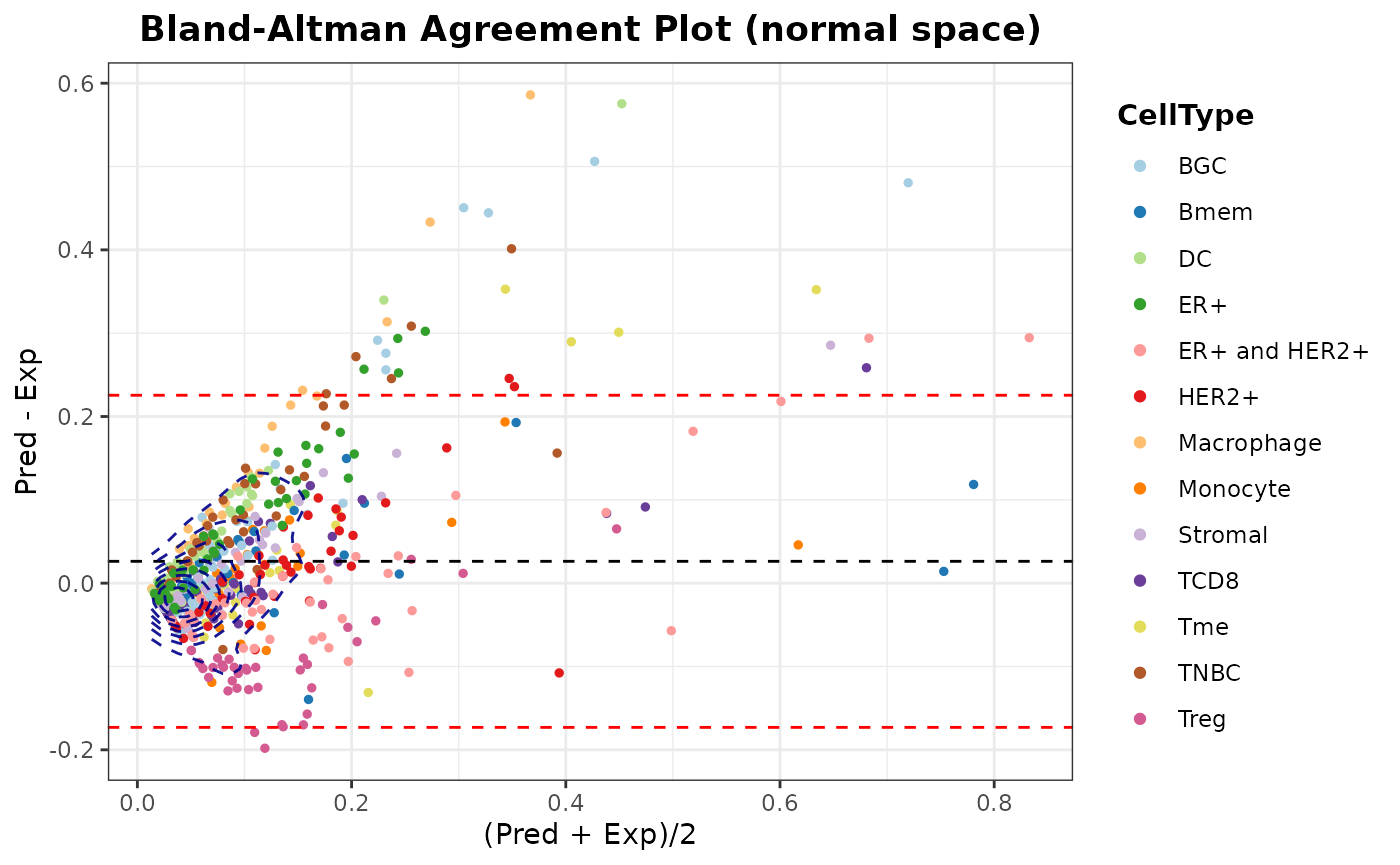 Bland-Altman Agreement Plot (normal space)
0.6
0.4
0.2
0.0
-0.2
Pred - Exp
0.0 0.2 0.4 0.6 0.8
(Pred + Exp)/2
CellType
BGC
Bmem
DC
ER+
ER+ and HER2+
HER2+
Macrophage
Monocyte
Stromal
TCD8
Tme
TNBC
Treg